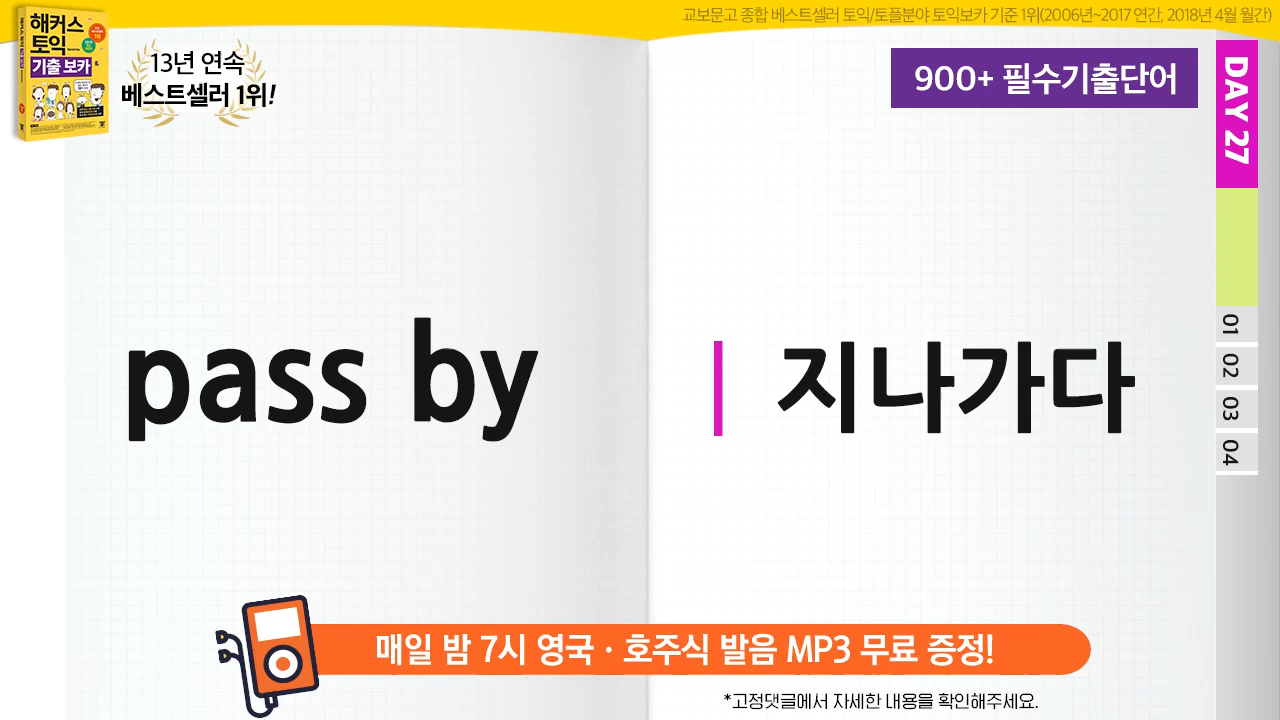 교보문고 종합 베스트셀러 토익/토플분야 토익보카 기준 1위(2006년~2017 연간, 2018년 4월 월간)
해커스
토익
기출 보카
13년 연속
베스트셀러 1위!
900+ 필수기출단어
DAY 27
01
02
03
04
pass by
지나가다
매일 밤 7시 영국 · 호주식 발음 MP3 무료 증정!
*고정댓글에서 자세한 내용을 확인해주세요.